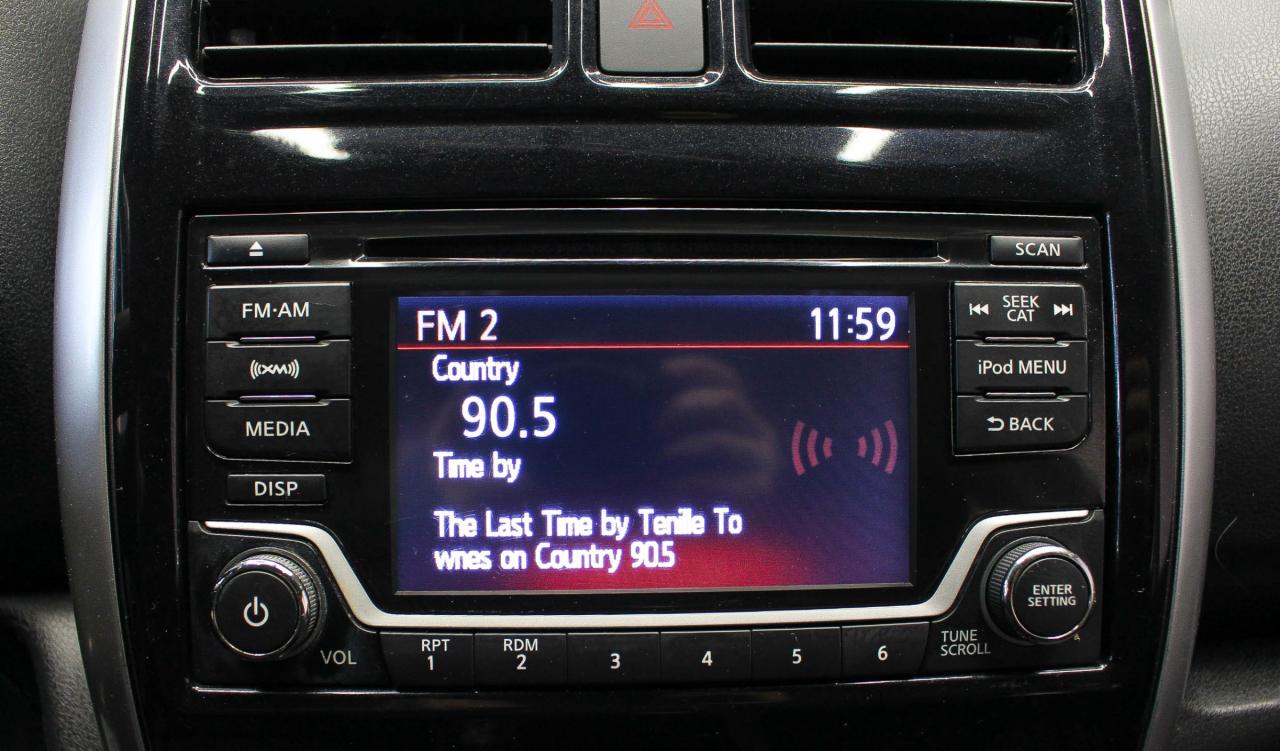 SCAN
FM·AM
SEEK
CAT
(((XM)))
iPod MENU
MEDIA
BACK
DISP
FM 2 11:59
Country
90.5
Time by
The Last Time by Tenille To
wnes on Country 90.5
VOL
RPT
1
RDM
2
3
4
5
6
TUNE
SCROLL
ENTER
SETTING